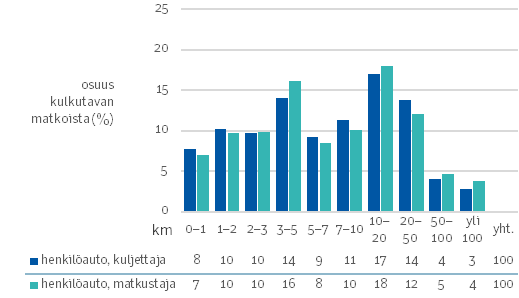 25
20
15
10
5
0
osuus
kulkutavan
matkoista (%)
km 0–1 1–2 2–3 3–5 5–7 7–10 10–20 20–50 50–100 yli 100 yht.
henkilöauto, kuljettaja 8 10 10 14 9 11 17 14 4 3 100
henkilöauto, matkustaja 7 10 10 16 8 10 18 12 5 4 100